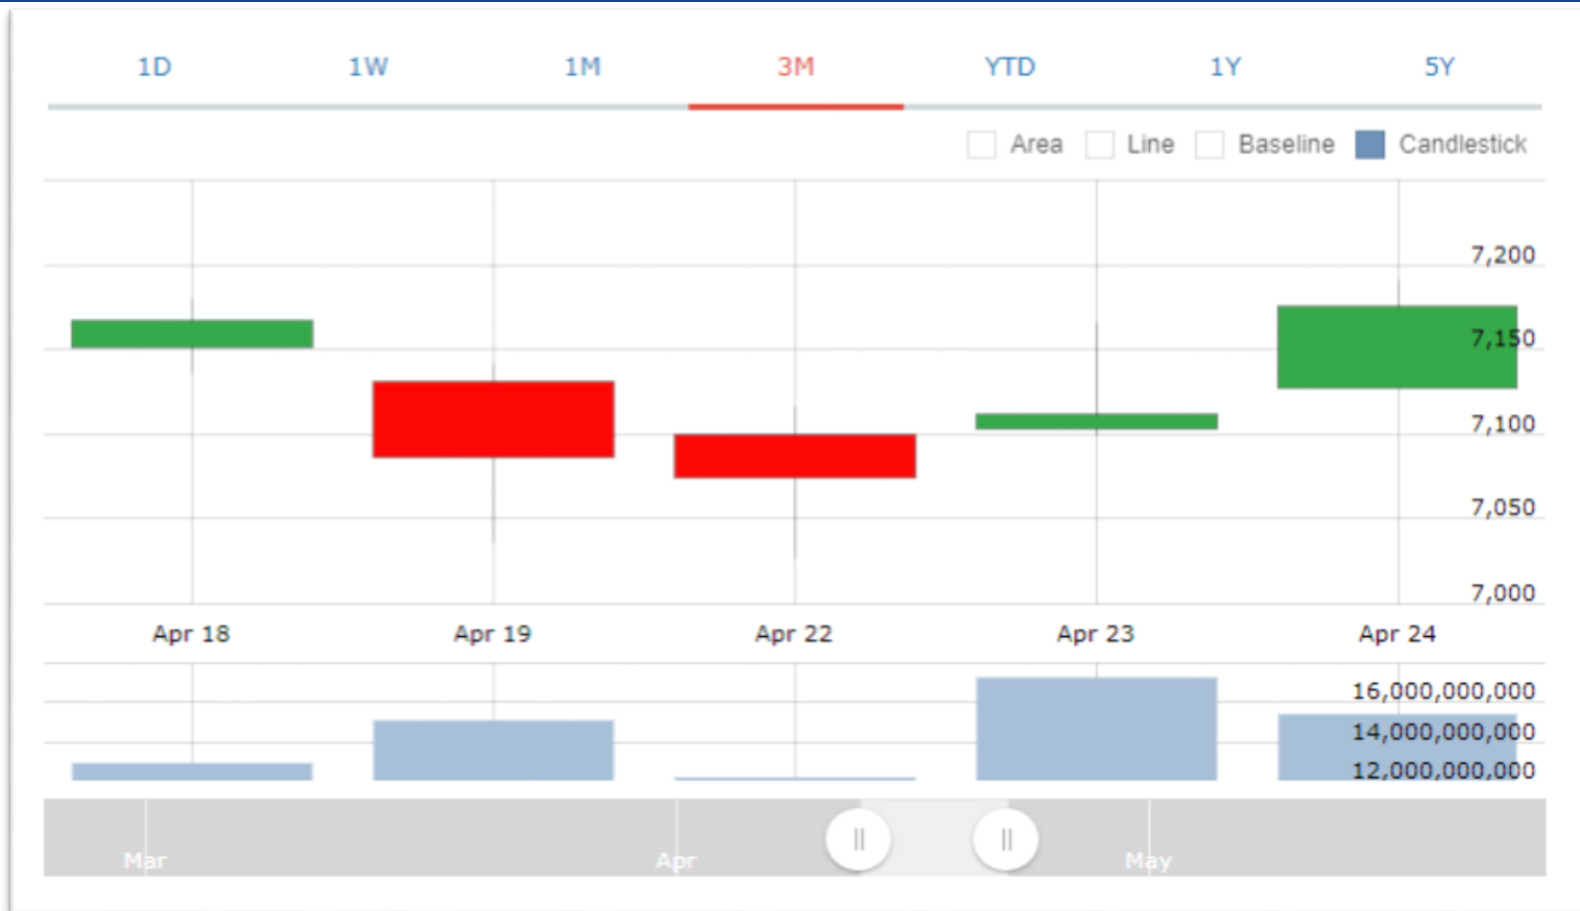 1D 1W 1M 3M YTD 1Y 5Y
Area Line Baseline Candlestick
7,200
7,150
7,100
7,050
7,000
Apr 18 Apr 19 Apr 22 Apr 23 Apr 24
16,000,000,000
14,000,000,000
12,000,000,000
Mar Apr May